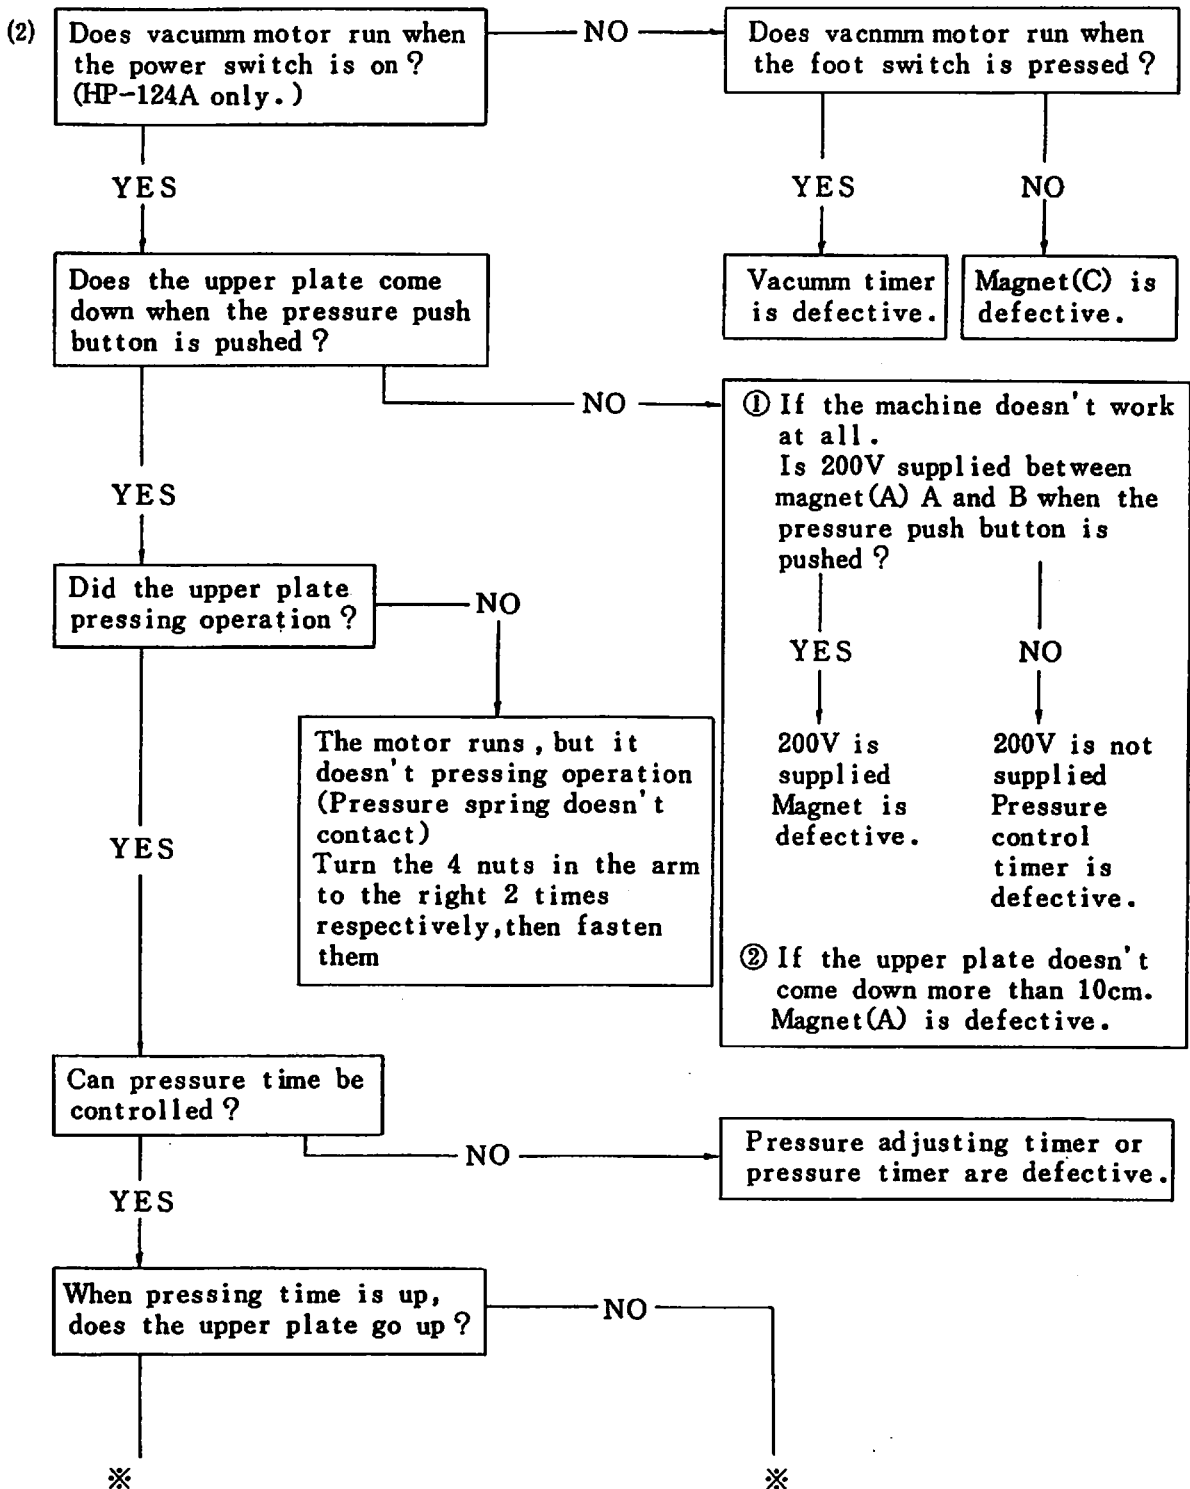 (2)
Does vacumm motor run when
the power switch is on?
(HP-124A only.)
NO
Does vacnmm motor run when
the foot switch is pressed?
YES
YES
NO
Does the upper plate come
down when the pressure push
button is pushed?
Vacumm timer
is defective.
Magnet(C) is
defective.
NO
① If the machine doesn't work
at all.
Is 200V supplied between
magnet(A) A and B when the
pressure push button is
pushed?
YES
NO
200V is
supplied
Magnet is
defective.
200V is not
supplied
Pressure
control
timer is
defective.
② If the upper plate doesn't
come down more than 10cm.
Magnet(A) is defective.
YES
Did the upper plate
pressing operation?
NO
The motor runs, but it
doesn't pressing operation
(Pressure spring doesn't
contact)
Turn the 4 nuts in the arm
to the right 2 times
respectively,then fasten
them
YES
Can pressure time be
controlled?
NO
Pressure adjusting timer or
pressure timer are defective.
YES
When pressing time is up,
does the upper plate go up?
NO
※
※